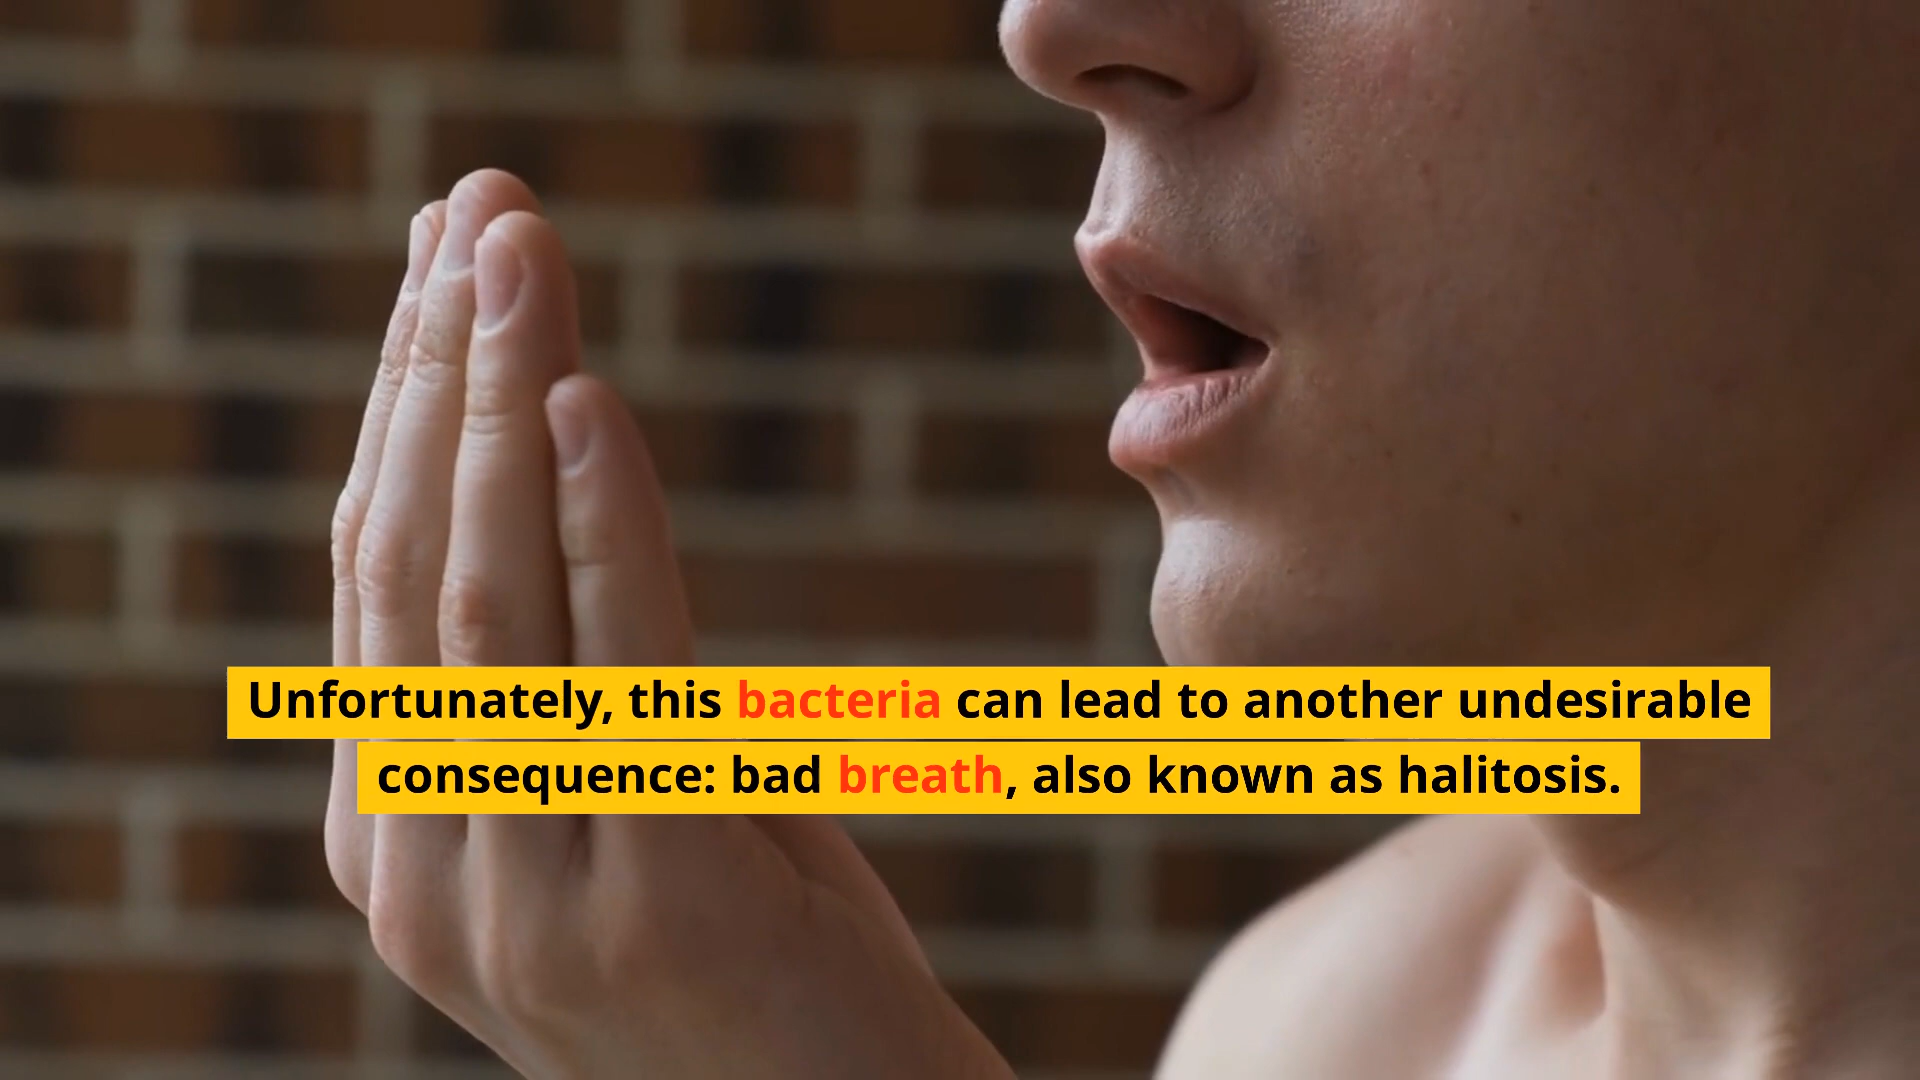 Unfortunately, this bacteria can lead to another undesirable
consequence: bad breath, also known as halitosis.